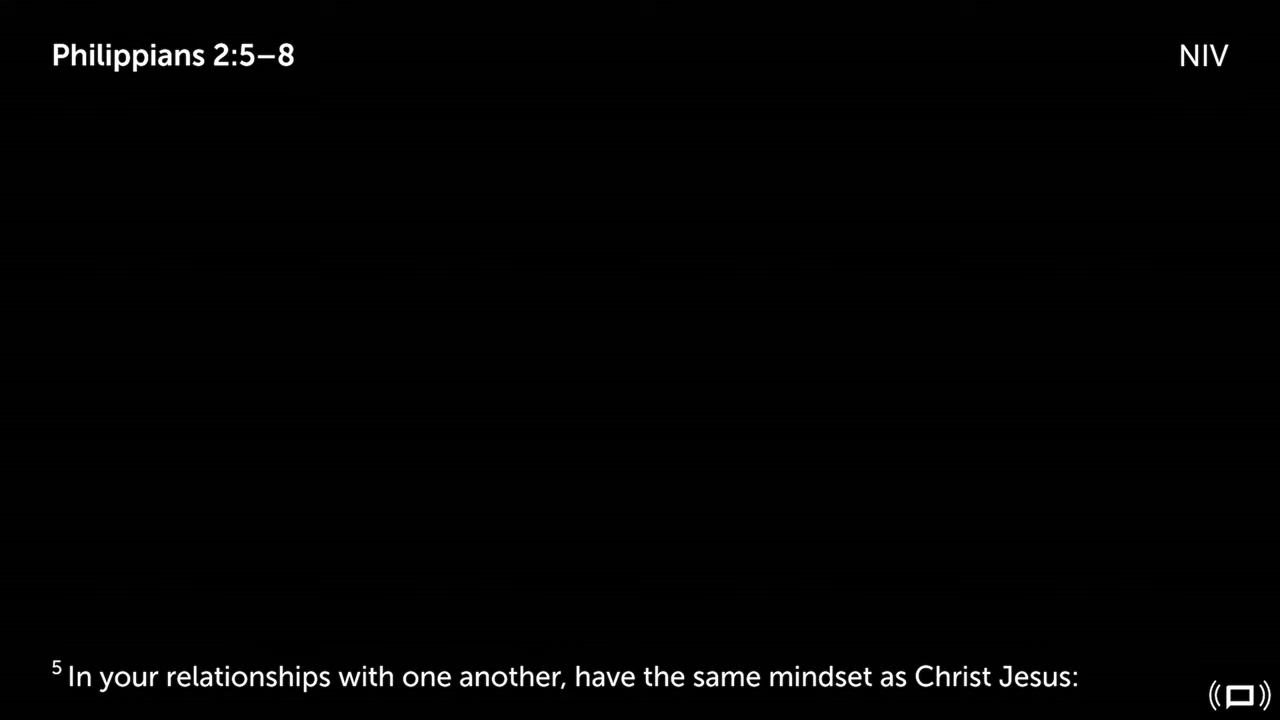 Philippians 2:5–8
NIV
5 In your relationships with one another, have the same mindset as Christ Jesus: